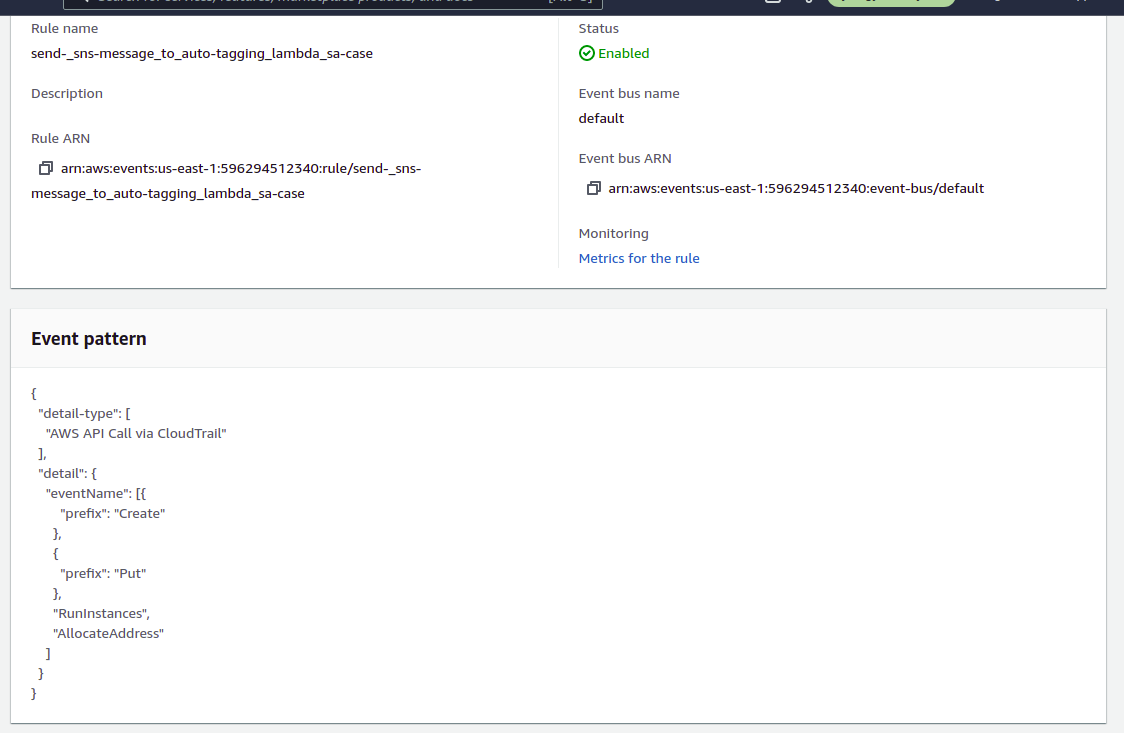 Rule name
send-_sns-message_to_auto-tagging_lambda_sa-case
Description
Rule ARN
arn:aws:events:us-east-1:596294512340:rule/send-_sns-
message_to_auto-tagging_lambda_sa-case
Status
Enabled
Event bus name
default
Event bus ARN
arn:aws:events:us-east-1:596294512340:event-bus/default
Monitoring
Metrics for the rule
Event pattern
{
"detail-type": [
"AWS API Call via CloudTrail"
],
"detail": {
"eventName": [{
"prefix": "Create"
},
{
"prefix": "Put"
},
"RunInstances",
"AllocateAddress"
]
}
}